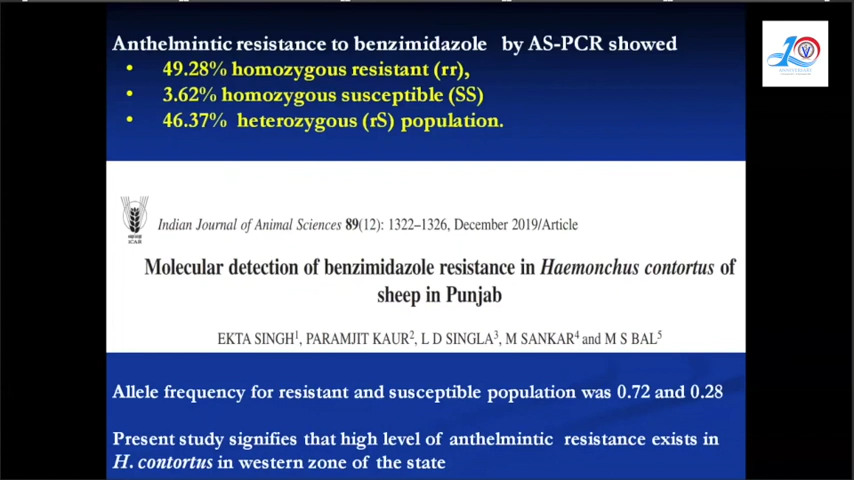 Anthelmintic resistance to benzimidazole by AS-PCR showed
• 49.28% homozygous resistant (rr),
• 3.62% homozygous susceptible (SS)
• 46.37% heterozygous (rS) population.
10
ANNIVERSARY
ICAR
Indian Journal of Animal Sciences 89(12): 1322–1326, December 2019/Article
Molecular detection of benzimidazole resistance in Haemonchus contortus of
sheep in Punjab
EKTA SINGH1, PARAMJIT KAUR2, L D SINGLA3, M SANKAR4 and M S BAL5
Allele frequency for resistant and susceptible population was 0.72 and 0.28
Present study signifies that high level of anthelmintic resistance exists in
H. contortus in western zone of the state